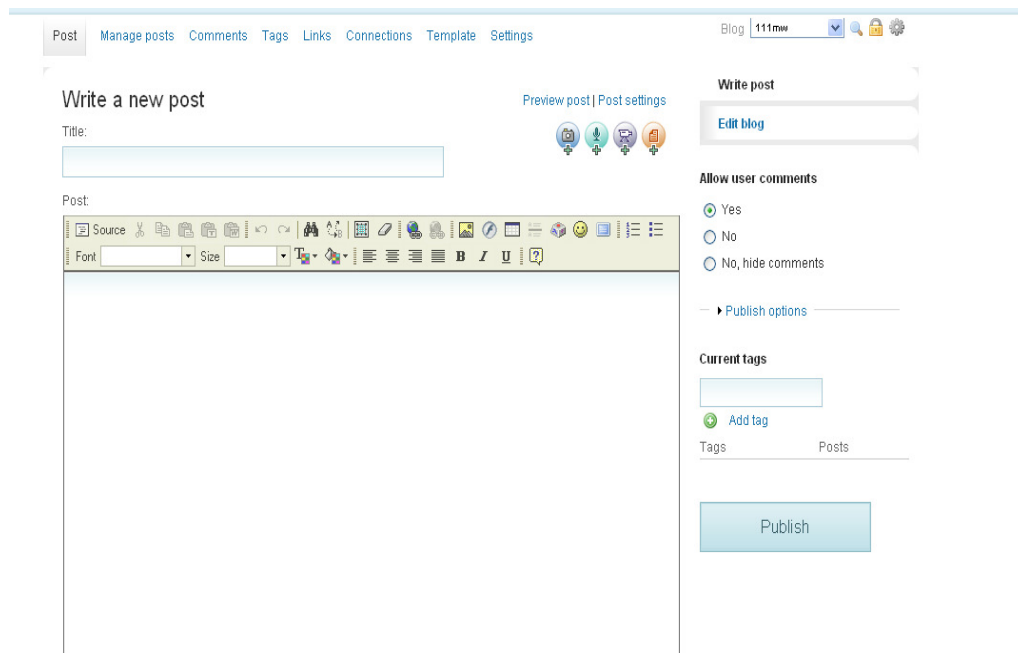 Post Manage posts Comments Tags Links Connections Template Settings
Blog 111mw
Write a new post
Preview post | Post settings
Title:
Post:
Source
Font Size B I U
Write post
Edit blog
Allow user comments
Yes
No
No, hide comments
Publish options
Current tags
Add tag
Tags Posts
Publish